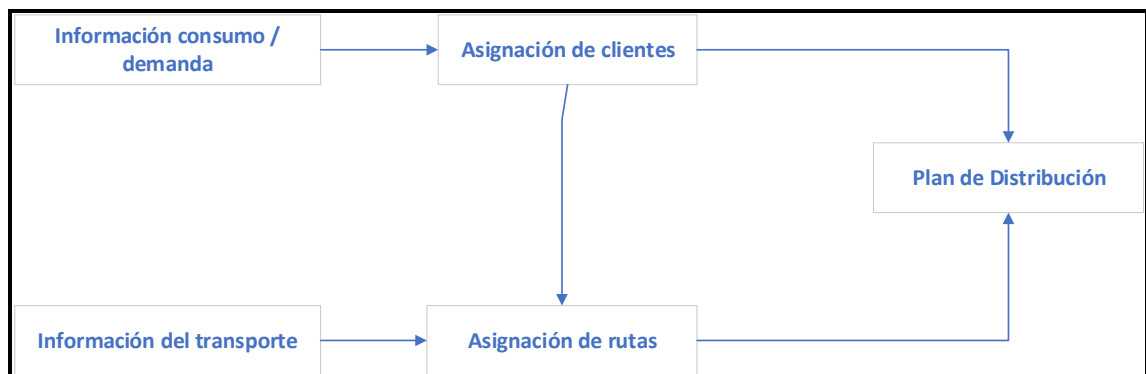 Información consumo /
demanda
Asignación de clientes
Plan de Distribución
Información del transporte
Asignación de rutas